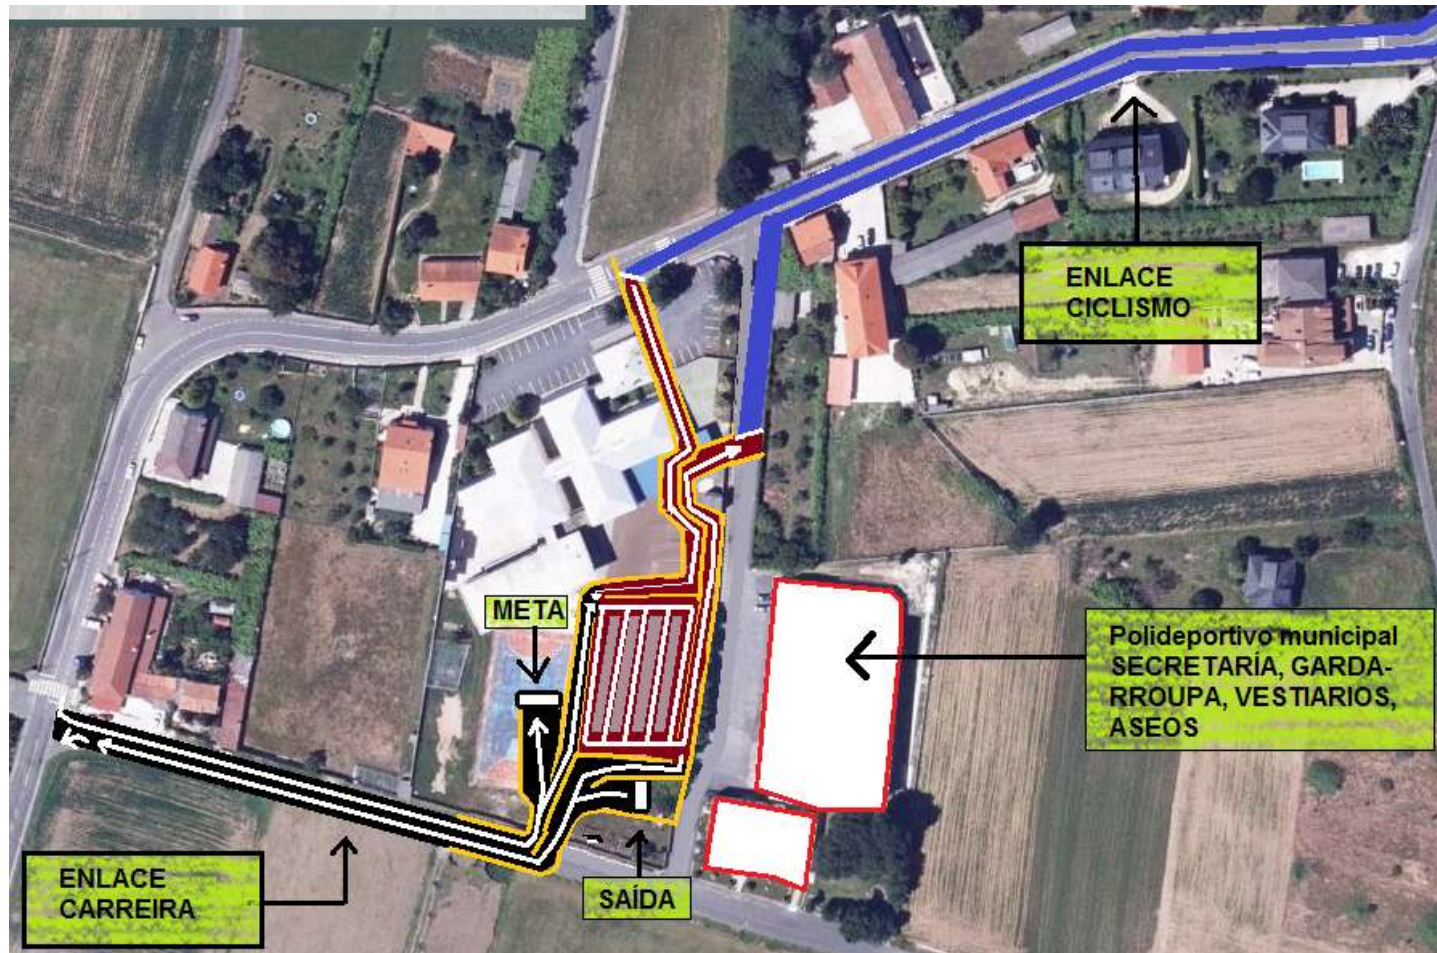 ENLACE
CICLISMO
META
Polideportivo municipal
SECRETARÍA, GARDA-
RROUPA, VESTIARIOS,
ASEOS
ENLACE
CARREIRA
SAÍDA